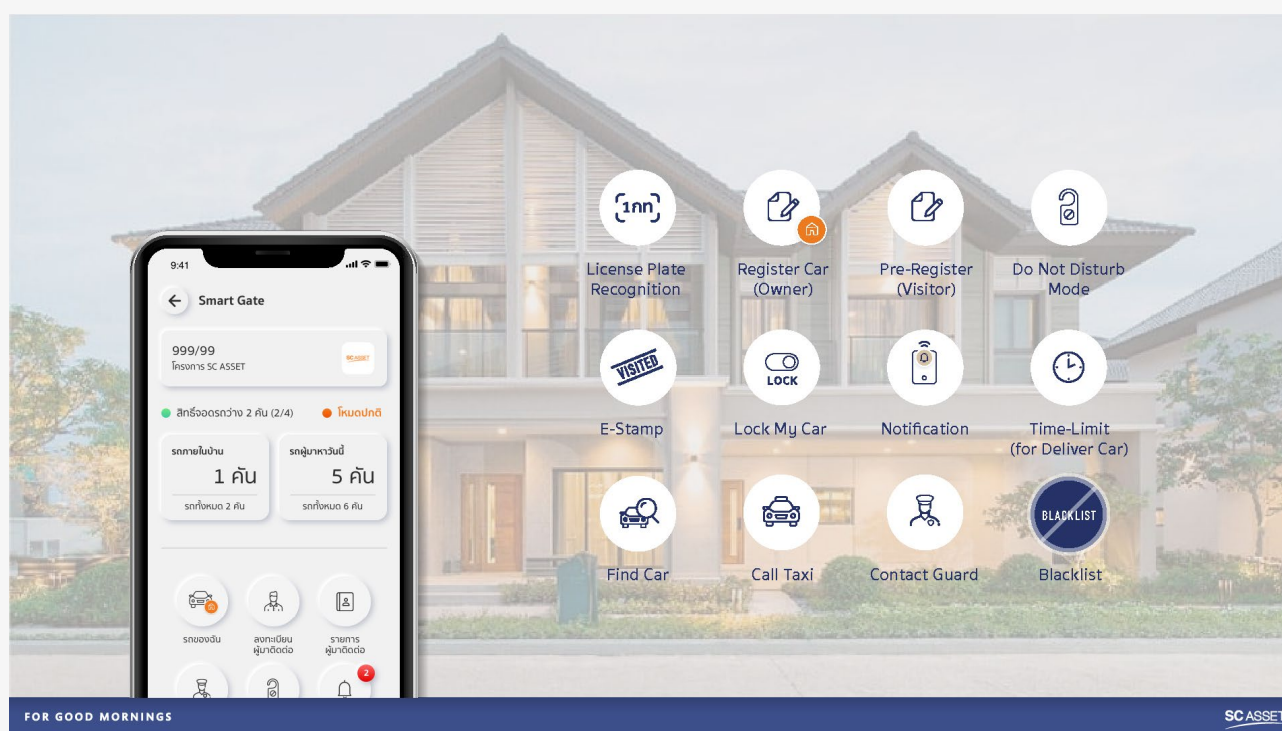 9:41
Smart Gate
999/99
โครงการ SC ASSET
SC ASSET
สิทธิ์จอดรถว่าง 2 คัน (2/4)
โหมดปกติ
รถภายในบ้าน
1 คัน
รถทั้งหมด 2 คัน
รถผู้มาหาวันนี้
5 คัน
รถทั้งหมด 6 คัน
รถของฉัน
ลงทะเบียน
ผู้มาติดต่อ
รายการ
ผู้มาติดต่อ
2
1กก
License Plate
Recognition
Register Car
(Owner)
Pre-Register
(Visitor)
Do Not Disturb
Mode
VISITED
E-Stamp
LOCK
Lock My Car
Notification
Time-Limit
(for Deliver Car)
Find Car
Call Taxi
Contact Guard
BLACKLIST
Blacklist
FOR GOOD MORNINGS
SC ASSET